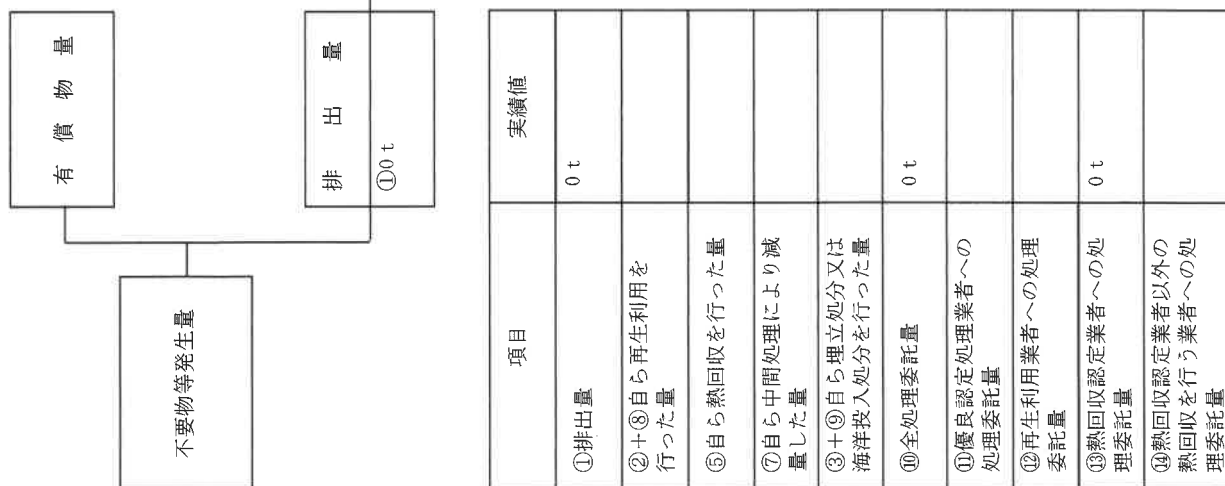 不要物等発生量
有償物量
排出量
①0ｔ
項目
実績値
①排出量
0ｔ
②+⑧自ら再生利用を
行った量
⑤自ら熱回収を行った量
⑦自ら中間処理により減
量した量
③+⑨自ら埋立処分又は
海洋投入処分を行った量
⑩全処理委託量
0ｔ
⑪優良認定処理業者への
処理委託量
⑫再生利用業者への処理
委託量
⑬熱回収認定業者への処
理委託量
0ｔ
⑭熱回収認定業者以外の
熱回収を行う業者への処
理委託量